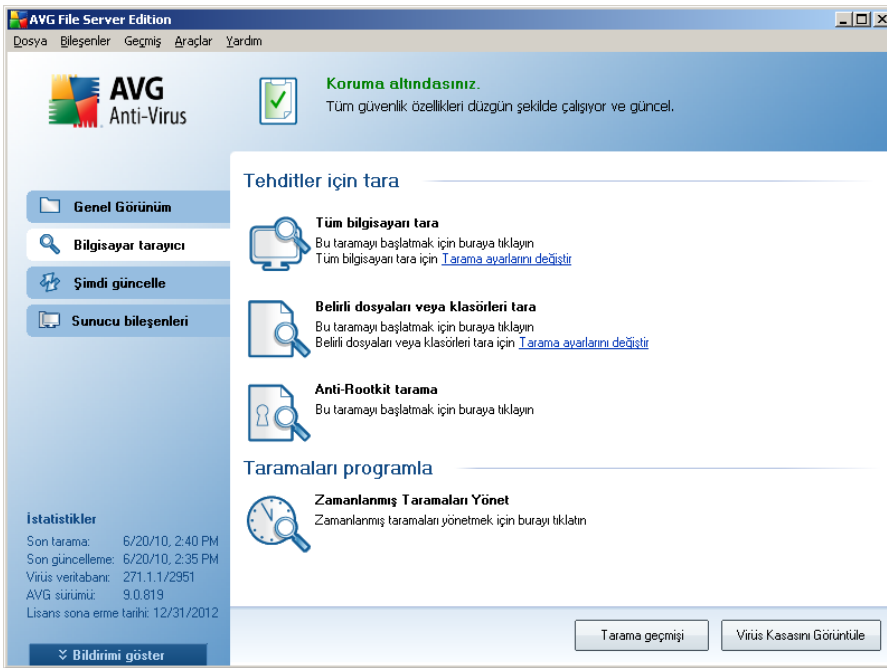 AVG File Server Edition
Dosya Bileşenler Geçmiş Araçlar Yardım
AVG
Anti-Virus
Koruma altındasınız.
Tüm güvenlik özellikleri düzgün şekilde çalışıyor ve güncel.
Genel Görünüm
Bilgisayar tarayıcı
Şimdi güncelle
Sunucu bileşenleri
Tehditler için tara
Tüm bilgisayarı tara
Bu taramayı başlatmak için buraya tıklayın
Tüm bilgisayarı tara için Tarama ayarlarını değiştir
Belirli dosyaları veya klasörleri tara
Bu taramayı başlatmak için buraya tıklayın
Belirli dosyaları veya klasörleri tara için Tarama ayarlarını değiştir
Anti-Rootkit tarama
Bu taramayı başlatmak için buraya tıklayın
Taramaları programla
Zamanlanmış Taramaları Yönet
Zamanlanmış taramaları yönetmek için burayı tıklatın
İstatistikler
Son tarama: 6/20/10, 2:40 PM
Son güncelleme: 6/20/10, 2:35 PM
Virüs veritabanı: 271.1.1/2951
AVG sürümü: 9.0.819
Lisans sona erme tarihi: 12/31/2012
Bildirimi göster
Tarama geçmişi
Virüs Kasasını Görüntüle